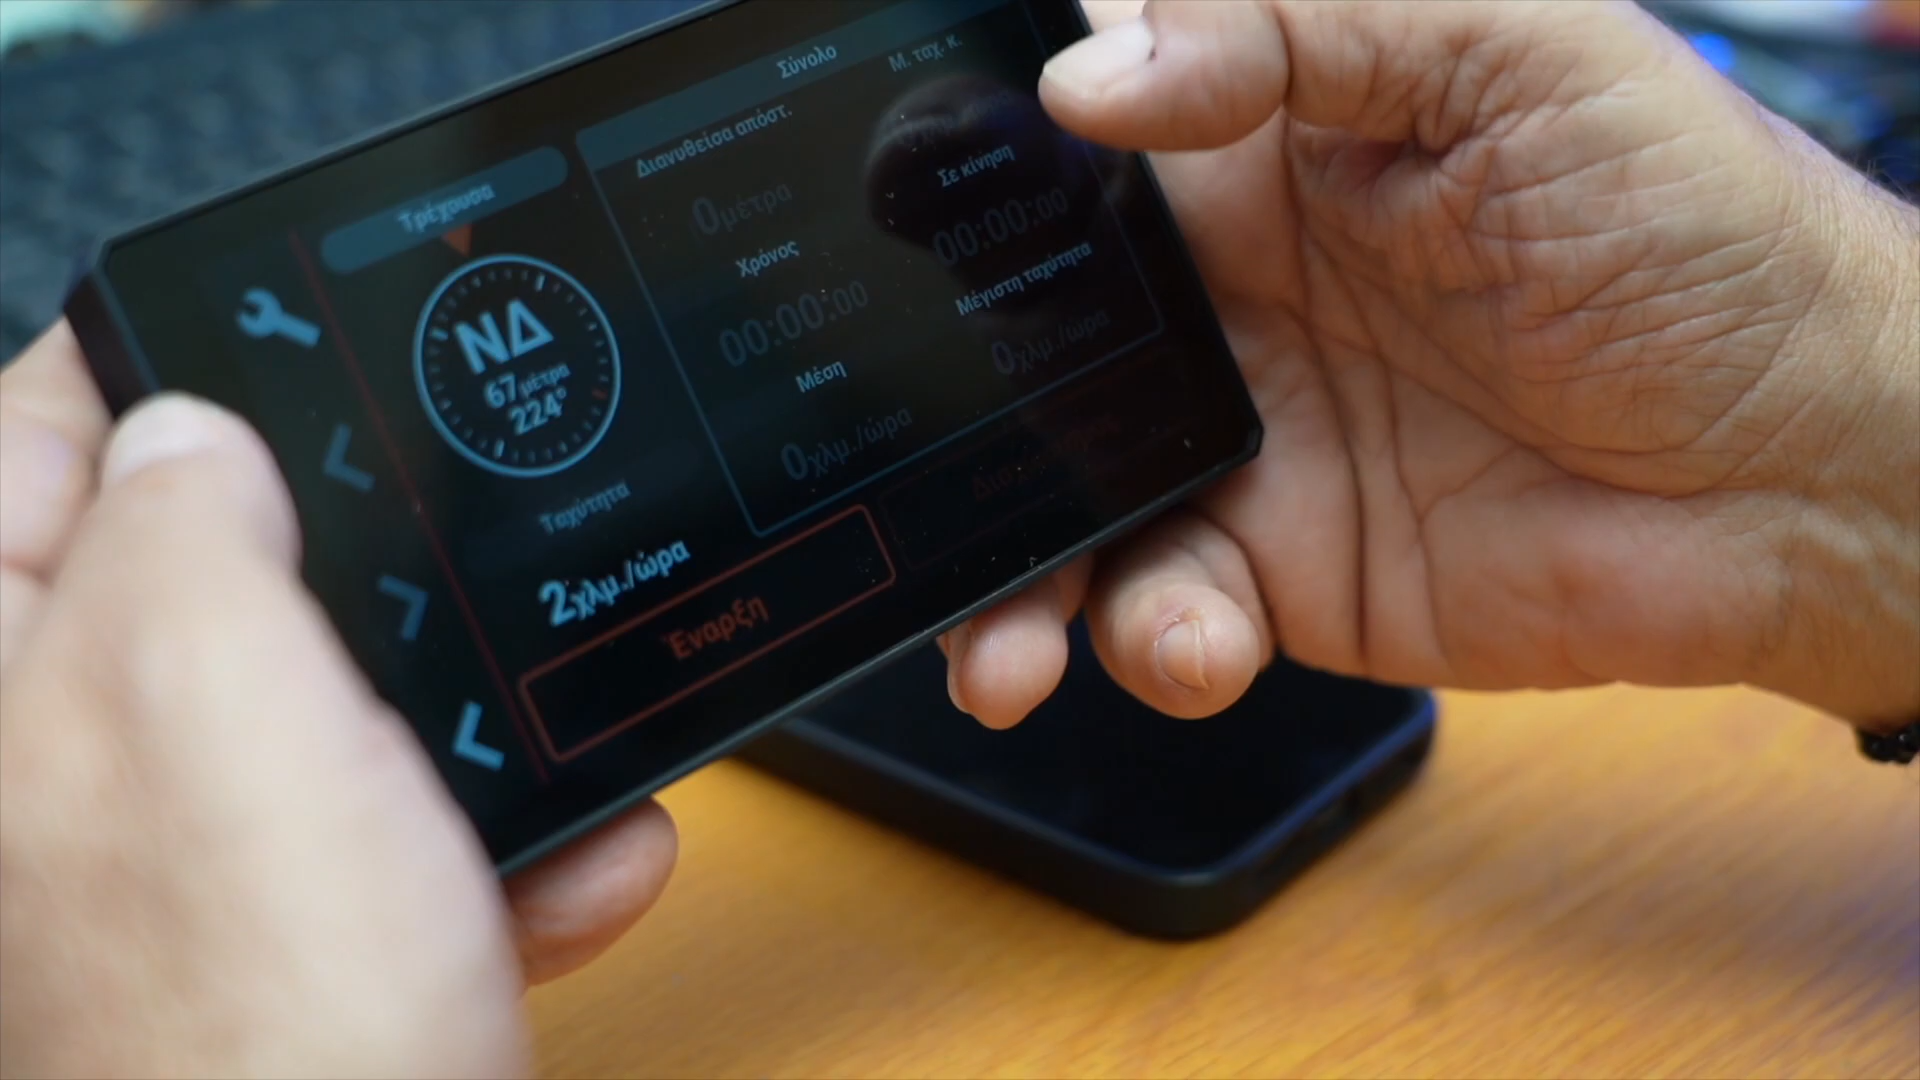 Τρέχουσα
ΝΔ
67 μέτρα
224°
Ταχύτητα
2χλμ./ώρα
Έναρξη
Σύνολο
Διανυθείσα απόστ.
0μέτρα
Χρόνος
00:00:00
Μέση
0χλμ./ώρα
Μ. ταχ. κ.
Σε κίνηση
00:00:00
Μέγιστη ταχύτητα
0χλμ./ώρα